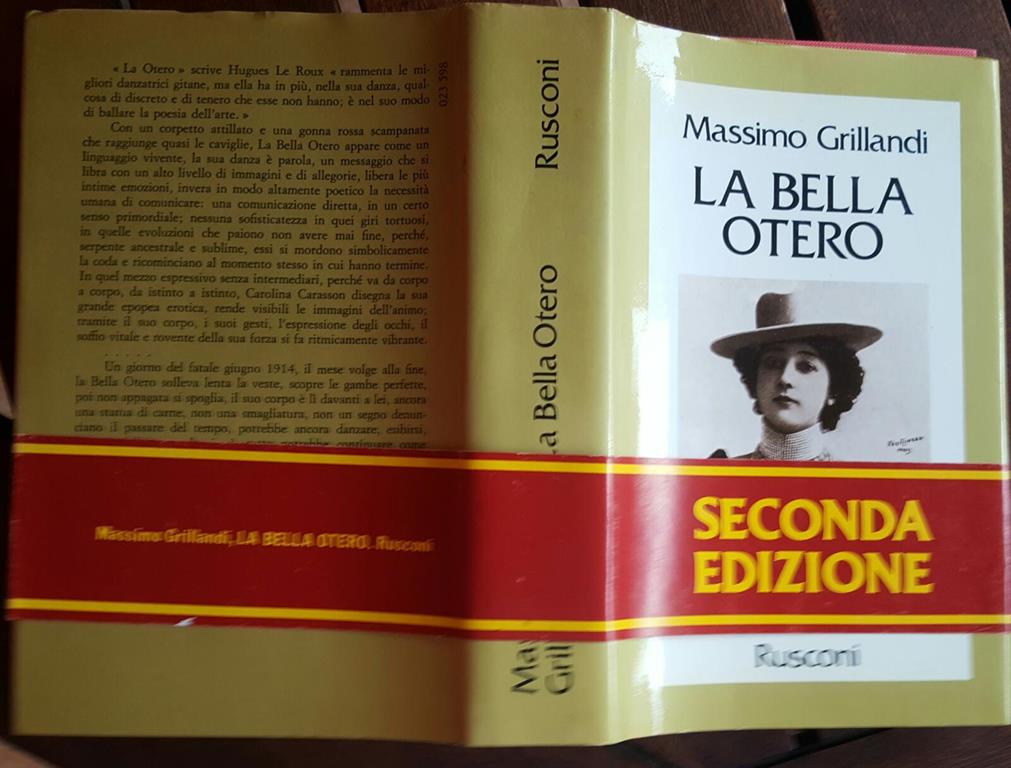 « La Otero » scrive Hugues Le Roux « rammenta le mi-
gliori danzatrici gitane, ma ella ha in più, nella sua danza, qual-
cosa di discreto e di tenero che esse non hanno; è nel suo modo
di ballare la poesia dell'arte. »
Con un corpetto attillato e una gonna rossa scampanata
che raggiunge quasi le caviglie, La Bella Otero appare come un
linguaggio vivente, la sua danza è parola, un messaggio che si
libra con un alto livello di immagini e di allegorie, libera le più
intime emozioni, invera in modo altamente poetico la necessità
umana di comunicare: una comunicazione diretta, in un certo
senso primordiale; nessuna sofisticatezza in quei giri tortuosi,
in quelle evoluzioni che paiono non avere mai fine, perché,
serpente ancestrale e sublime, essi si mordono simbolicamente
la coda e ricominciano al momento stesso in cui hanno termine.
In quel mezzo espressivo senza intermediari, perché va da corpo
a corpo, da istinto a istinto, Carolina Carasson disegna la sua
grande epopea erotica, rende visibili le immagini dell'animo;
tramite il suo corpo, i suoi gesti, l'espressione degli occhi, il
soffio vitale e rovente della sua forza si fa ritmicamente vibrante.
. . . . .
Un giorno del fatale giugno 1914, il mese volge alla fine,
la Bella Otero solleva lenta la veste, scopre le gambe perfette,
poi non appagata si spoglia, il suo corpo è lì davanti a lei, ancora
una statua di carne, non una smagliatura, non un segno denun-
ciano il passare del tempo, potrebbe ancora danzare, esibirsi,
potrebbe continuare come
023398
Massimo Grillandi, LA BELLA OTERO. Rusconi
Rusconi
La Bella Otero
Mas
Gril
Massimo Grillandi
LA BELLA
OTERO
SECONDA
EDIZIONE
Rusconi